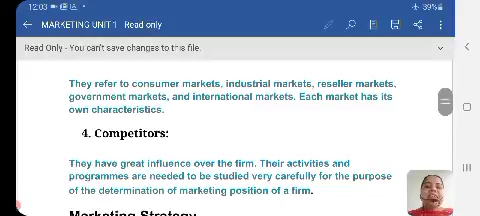 12:03
39%
MARKETING UNIT 1 Read only
Read Only - You can't save changes to this file.
They refer to consumer markets, industrial markets, reseller markets,
government markets, and international markets. Each market has its
own characteristics.
4. Competitors:
They have great influence over the firm. Their activities and
programmes are needed to be studied very carefully for the purpose
of the determination of marketing position of a firm.
Marketing Strategy